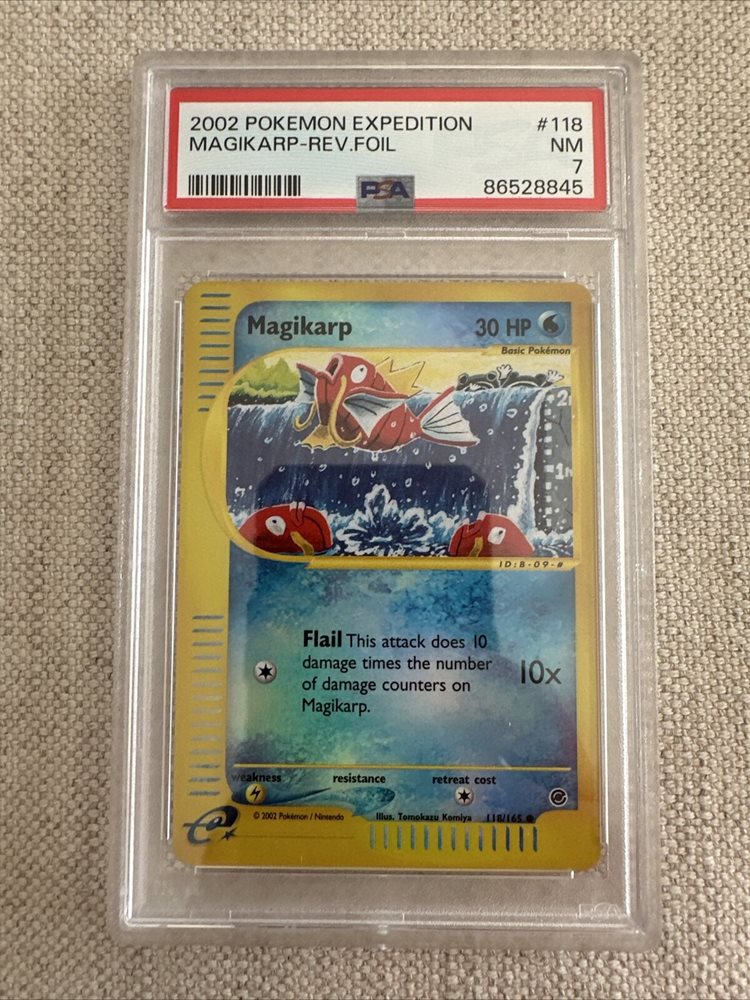 2002 POKEMON EXPEDITION #118
MAGIKARP-REV.FOIL NM
7
PSA 86528845
Magikarp 30 HP
Basic Pokémon
2
1
ID:B-09-#
Flail This attack does 10
damage times the number
of damage counters on
Magikarp.
10x
weakness resistance retreat cost
© 2002 Pokémon / Nintendo Illus. Tomokazu Komiya 118/165
e